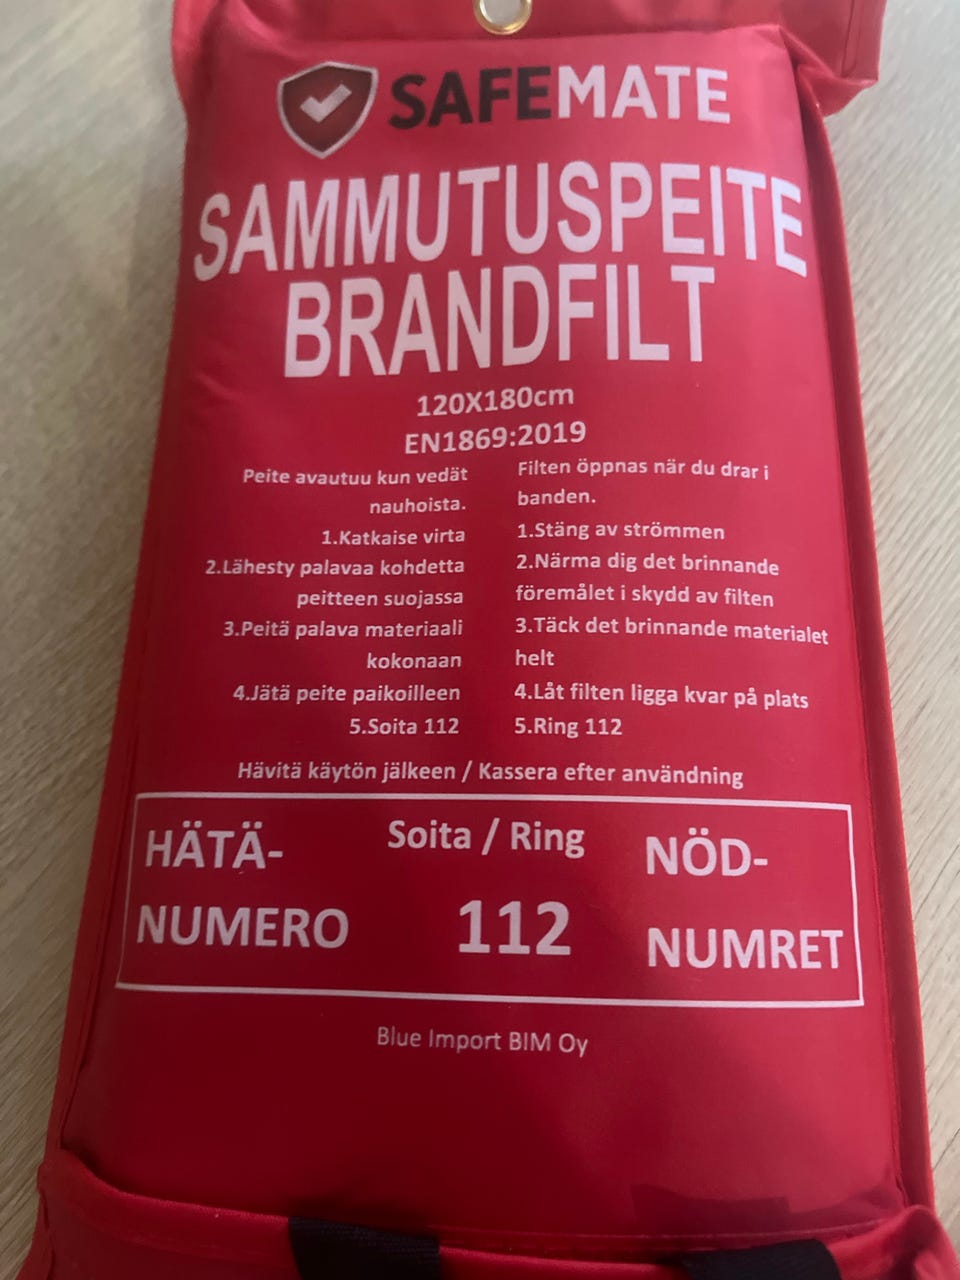 SAFEMATE
SAMMUTUSPEITE
BRANDFILT
120X180cm
EN1869:2019
Peite avautuu kun vedät
nauhoista.
1.Katkaise virta
2.Lähesty palavaa kohdetta
peitteen suojassa
3.Peitä palava materiaali
kokonaan
4.Jätä peite paikoilleen
5.Soita 112
Filten öppnas när du drar i
banden.
1.Stäng av strömmen
2.Närma dig det brinnande
föremålet i skydd av filten
3.Täck det brinnande materialet
helt
4.Låt filten ligga kvar på plats
5.Ring 112
Hävitä käytön jälkeen / Kassera efter användning
HÄTÄ-
NUMERO
Soita / Ring
112
NÖD-
NUMRET
Blue Import BIM Oy